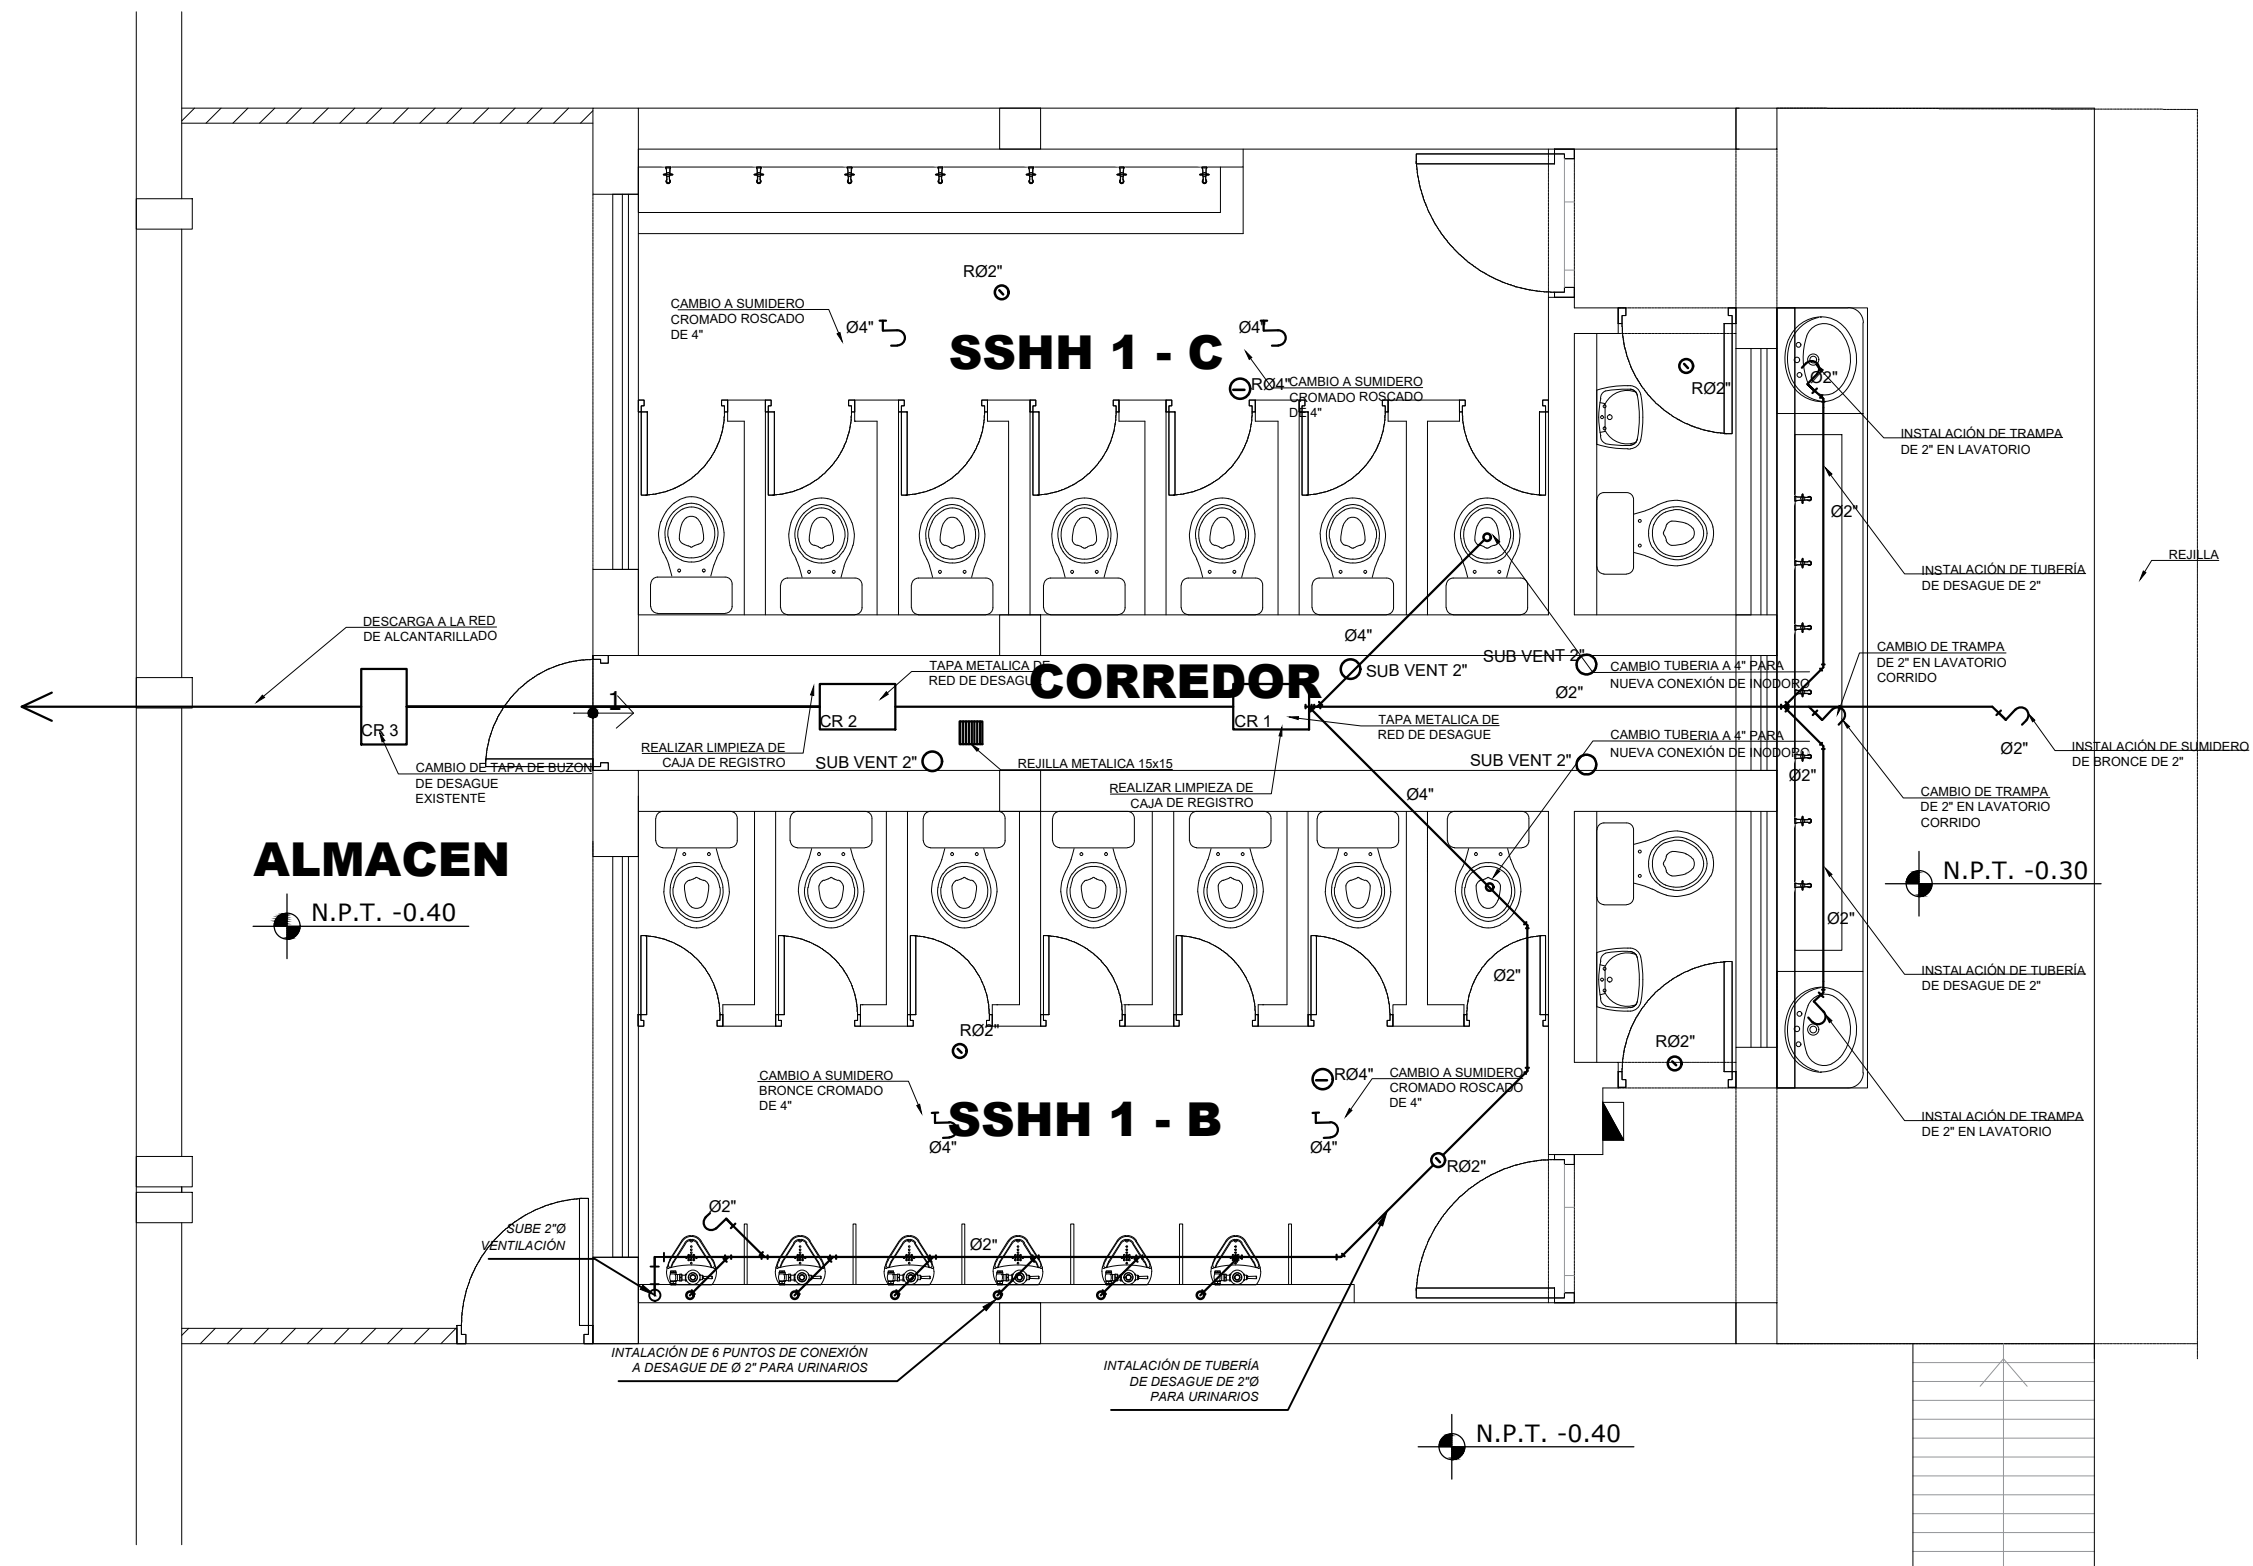 RØ2"
CAMBIO A SUMIDERO
CROMADO ROSCADO
DE 4"
Ø4"
SSHH 1 - C
Ø4"
RØ4"
CAMBIO A SUMIDERO
CROMADO ROSCADO
DE 4"
RØ2"
Ø2"
INSTALACIÓN DE TRAMPA
DE 2" EN LAVATORIO
Ø2"
REJILLA
INSTALACIÓN DE TUBERÍA
DE DESAGUE DE 2"
DESCARGA A LA RED
DE ALCANTARILLADO
Ø4"
CAMBIO DE TRAMPA
DE 2" EN LAVATORIO
CORRIDO
TAPA METALICA DE
RED DE DESAGUE
CORREDOR
SUB VENT 2"
SUB VENT 2"
CAMBIO TUBERIA A 4" PARA
NUEVA CONEXIÓN DE INODORO
Ø2"
1
CR 3
CR 2
CR 1
TAPA METALICA DE
RED DE DESAGUE
REALIZAR LIMPIEZA DE
CAJA DE REGISTRO
SUB VENT 2"
REJILLA METALICA 15x15
CAMBIO TUBERIA A 4" PARA
NUEVA CONEXIÓN DE INODORO
SUB VENT 2"
Ø2"
Ø2"
INSTALACIÓN DE SUMIDERO
DE BRONCE DE 2"
CAMBIO DE TAPA DE BUZON
DE DESAGUE
EXISTENTE
REALIZAR LIMPIEZA DE
CAJA DE REGISTRO
Ø4"
CAMBIO DE TRAMPA
DE 2" EN LAVATORIO
CORRIDO
ALMACEN
N.P.T. -0.40
N.P.T. -0.30
Ø2"
Ø2"
INSTALACIÓN DE TUBERÍA
DE DESAGUE DE 2"
RØ2"
RØ2"
CAMBIO A SUMIDERO
BRONCE CROMADO
DE 4"
RØ4"
CAMBIO A SUMIDERO
CROMADO ROSCADO
DE 4"
SSHH 1 - B
Ø4"
Ø4"
INSTALACIÓN DE TRAMPA
DE 2" EN LAVATORIO
RØ2"
Ø2"
SUBE 2"Ø
VENTILACIÓN
Ø2"
INTALACIÓN DE 6 PUNTOS DE CONEXIÓN
A DESAGUE DE Ø 2" PARA URINARIOS
INTALACIÓN DE TUBERÍA
DE DESAGUE DE 2"Ø
PARA URINARIOS
N.P.T. -0.40